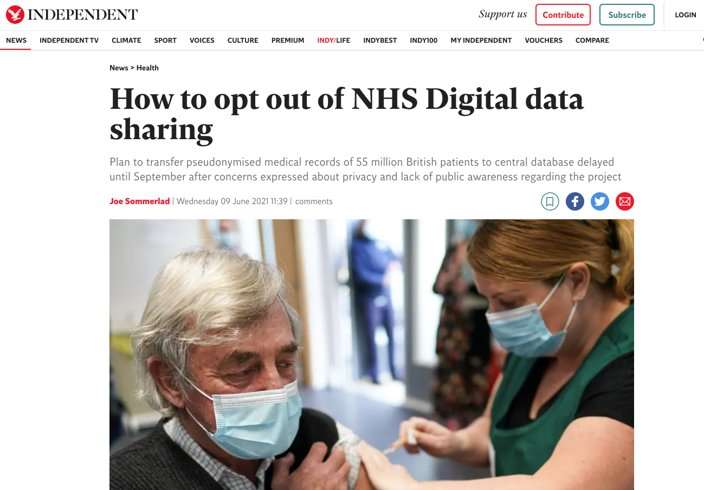 INDEPENDENT
Support us
Contribute
Subscribe
LOGIN
NEWS INDEPENDENT TV CLIMATE SPORT VOICES CULTURE PREMIUM INDY/LIFE INDYBEST INDY100 MY INDEPENDENT VOUCHERS COMPARE
News > Health
How to opt out of NHS Digital data
sharing
Plan to transfer pseudonymised medical records of 55 million British patients to central database delayed
until September after concerns expressed about privacy and lack of public awareness regarding the project
Joe Sommerlad | Wednesday 09 June 2021 11:39 | comments